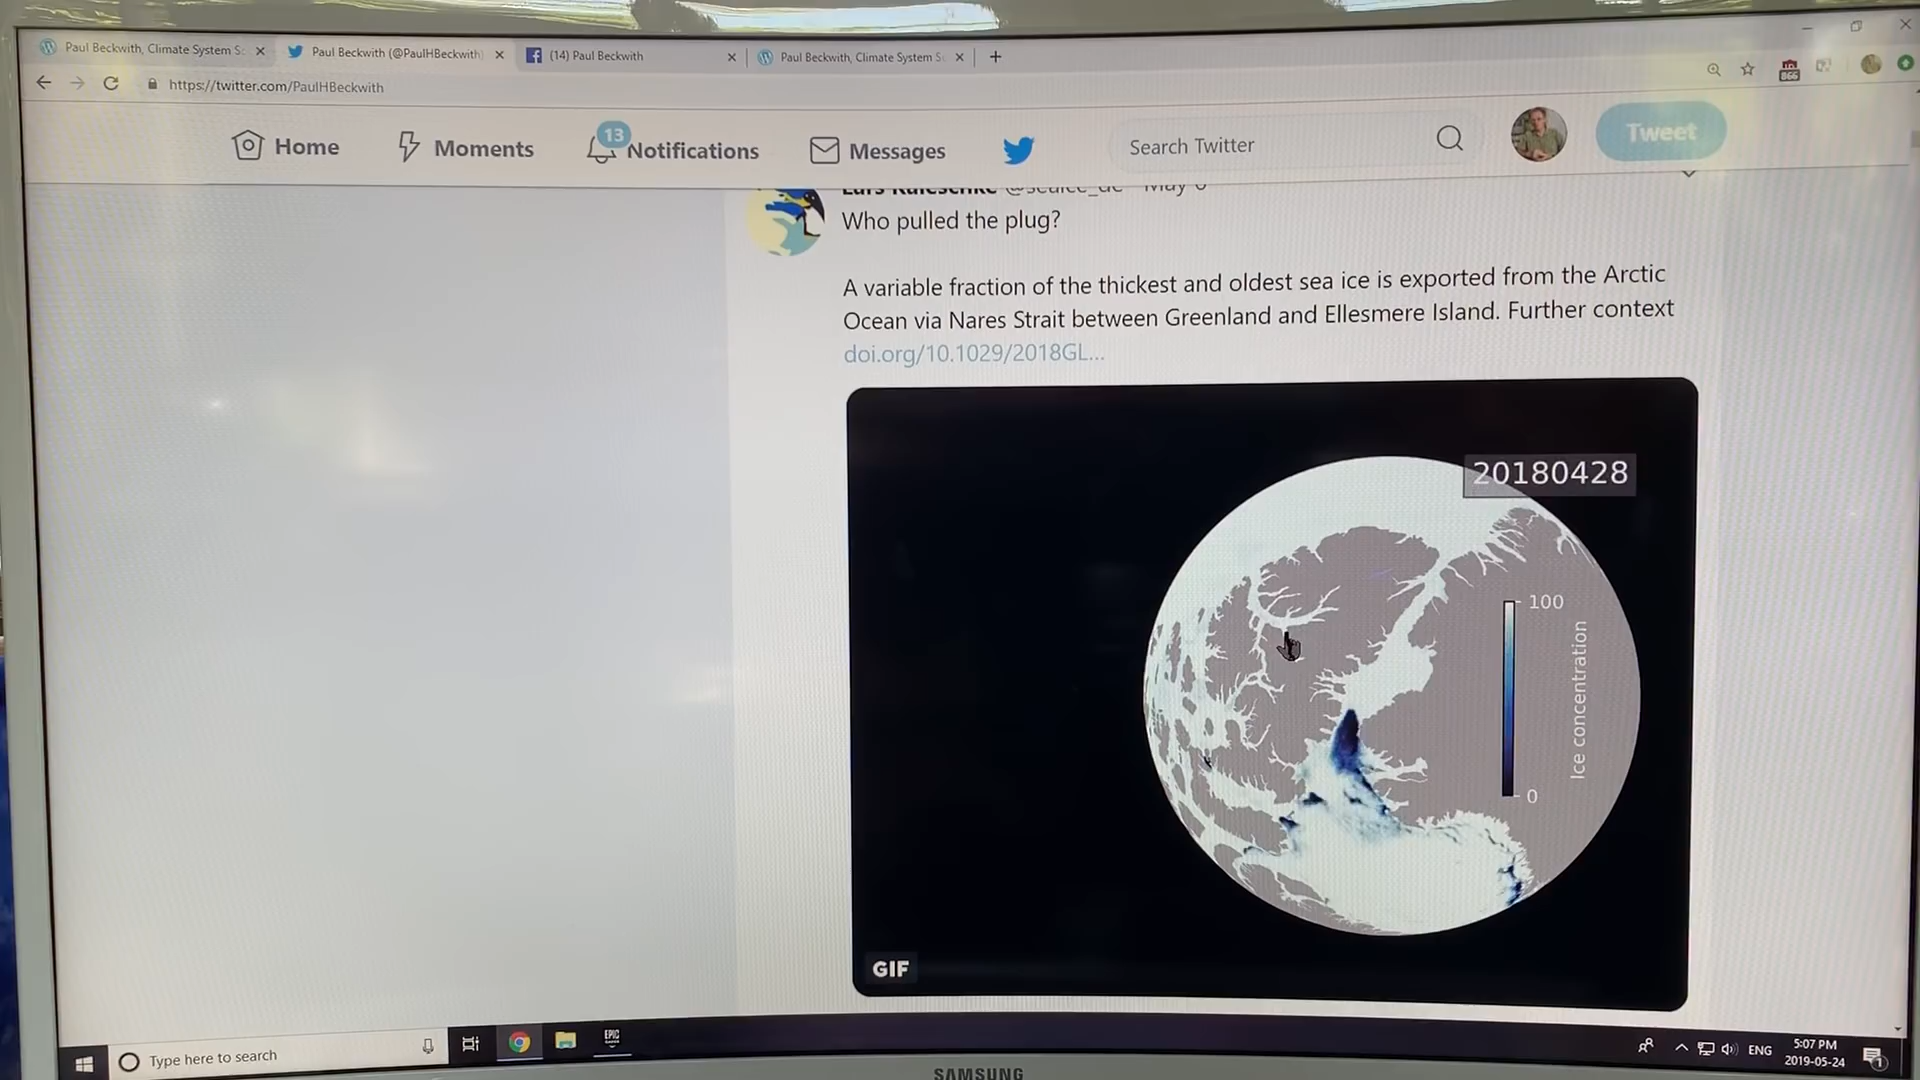 Paul Beckwith, Climate System S
Paul Beckwith (@PaulHBeckwith)
(14) Paul Beckwith
Paul Beckwith, Climate System S
https://twitter.com/PaulHBeckwith
866
Home
Moments
13
Notifications
Messages
Search Twitter
Tweet
Who pulled the plug?
A variable fraction of the thickest and oldest sea ice is exported from the Arctic
Ocean via Nares Strait between Greenland and Ellesmere Island. Further context
doi.org/10.1029/2018GL...
20180428
100
Ice concentration
0
GIF
Type here to search
EPIC
GAMES
ENG
5:07 PM
2019-05-24
1
SAMSUNG